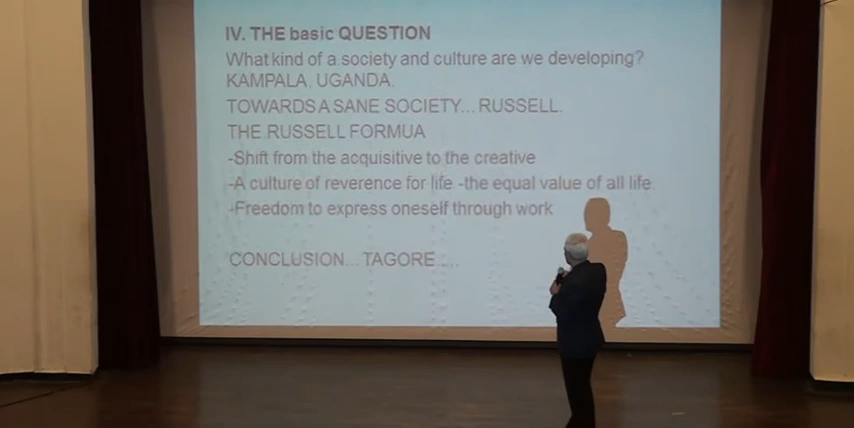 IV. THE basic QUESTION
What kind of a society and culture are we developing?
KAMPALA, UGANDA.
TOWARDS A SANE SOCIETY... RUSSELL.
THE RUSSELL FORMUA
-Shift from the acquisitive to the creative
-A culture of reverence for life -the equal value of all life.
-Freedom to express oneself through work
CONCLUSION... TAGORE ....